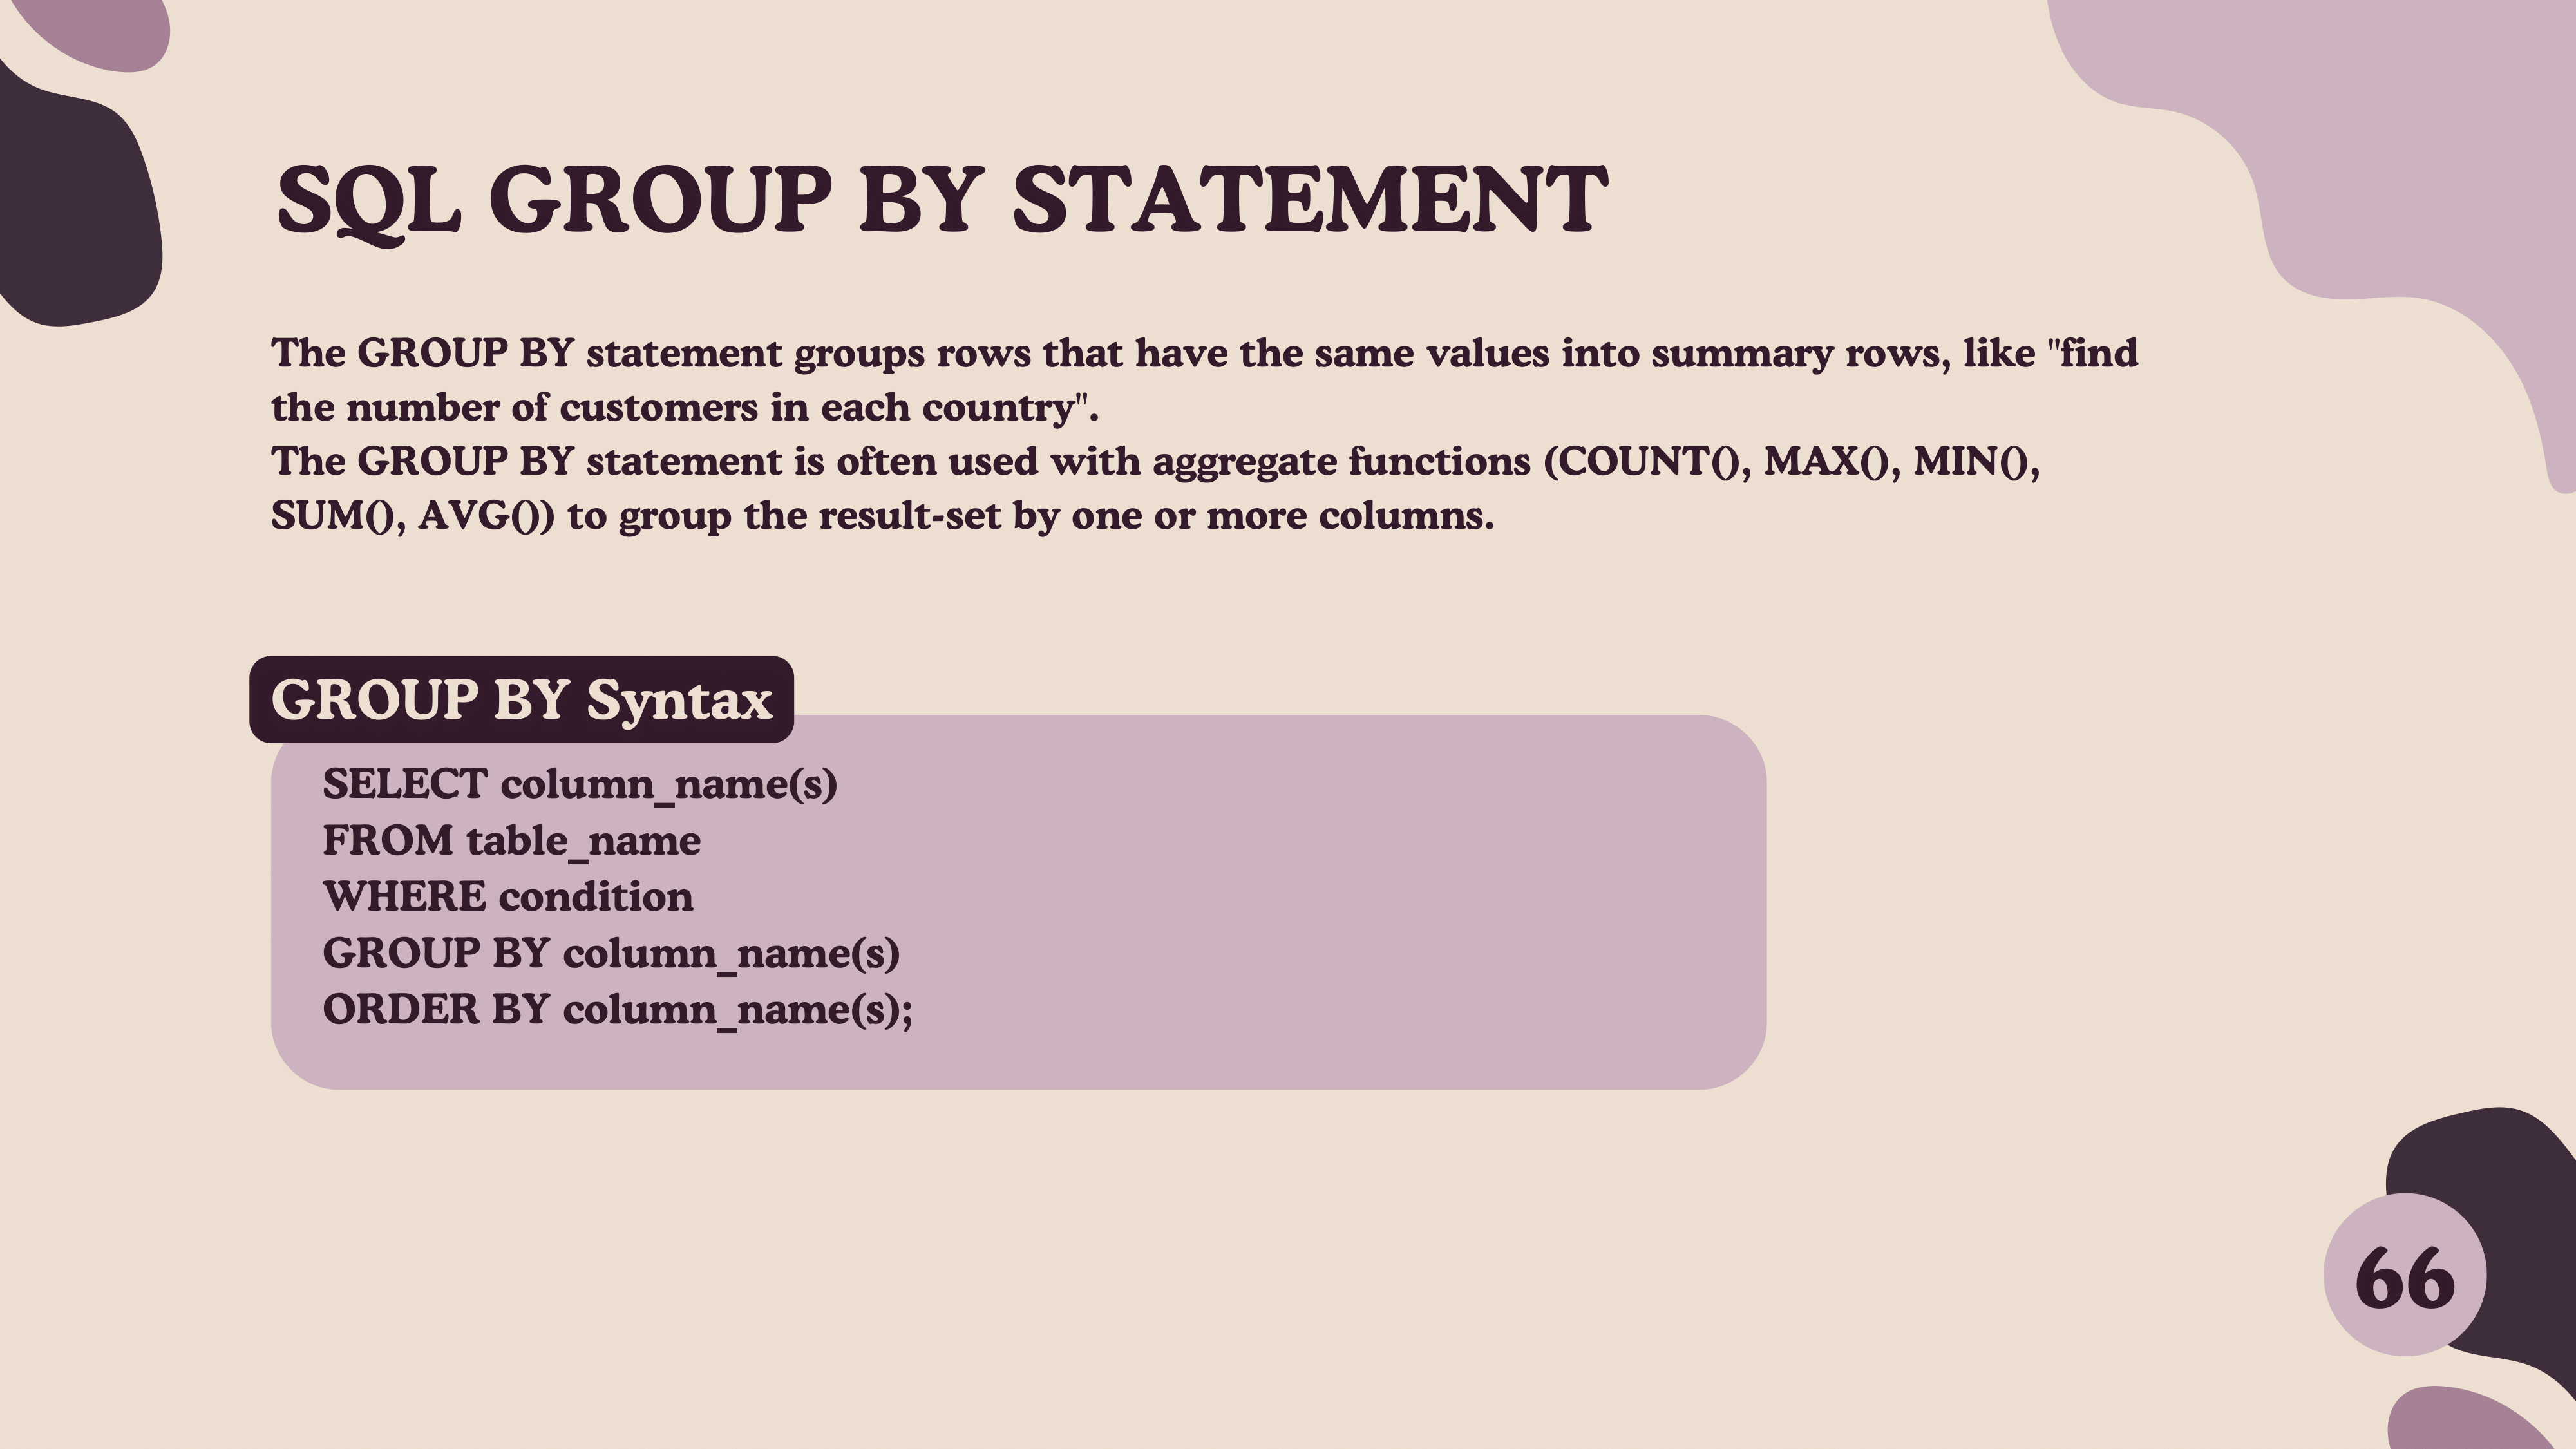 SQL GROUP BY STATEMENT
The GROUP BY statement groups rows that have the same values into summary rows, like "find
the number of customers in each country".
The GROUP BY statement is often used with aggregate functions (COUNT(), MAX(), MIN(),
SUM(), AVG()) to group the result-set by one or more columns.
GROUP BY Syntax
SELECT column_name(s)
FROM table_name
WHERE condition
GROUP BY column_name(s)
ORDER BY column_name(s);
66